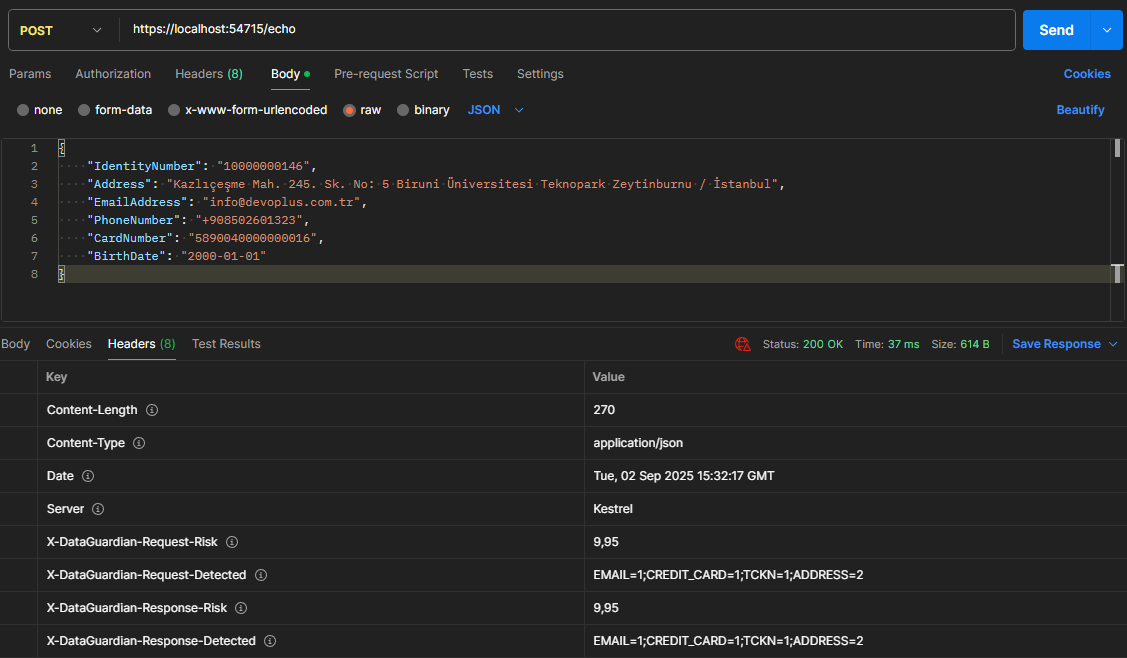 POST https://localhost:54715/echo Send
Params Authorization Headers (8) Body Pre-request Script Tests Settings Cookies
none form-data x-www-form-urlencoded raw binary JSON Beautify
1 {
2 ····"IdentityNumber":·"10000000146",
3 ····"Address":·"Kazlıçeşme·Mah.·245.·Sk.·No:·5·Biruni·Üniversitesi·Teknopark·Zeytinburnu·/·İstanbul",
4 ····"EmailAddress":·"info@devoplus.com.tr",
5 ····"PhoneNumber":·"+908502601323",
6 ····"CardNumber":·"5890040000000016",
7 ····"BirthDate":·"2000-01-01"
8 }
Body Cookies Headers (8) Test Results Status: 200 OK Time: 37 ms Size: 614 B Save Response
Key Value
Content-Length 270
Content-Type application/json
Date Tue, 02 Sep 2025 15:32:17 GMT
Server Kestrel
X-DataGuardian-Request-Risk 9,95
X-DataGuardian-Request-Detected EMAIL=1;CREDIT_CARD=1;TCKN=1;ADDRESS=2
X-DataGuardian-Response-Risk 9,95
X-DataGuardian-Response-Detected EMAIL=1;CREDIT_CARD=1;TCKN=1;ADDRESS=2